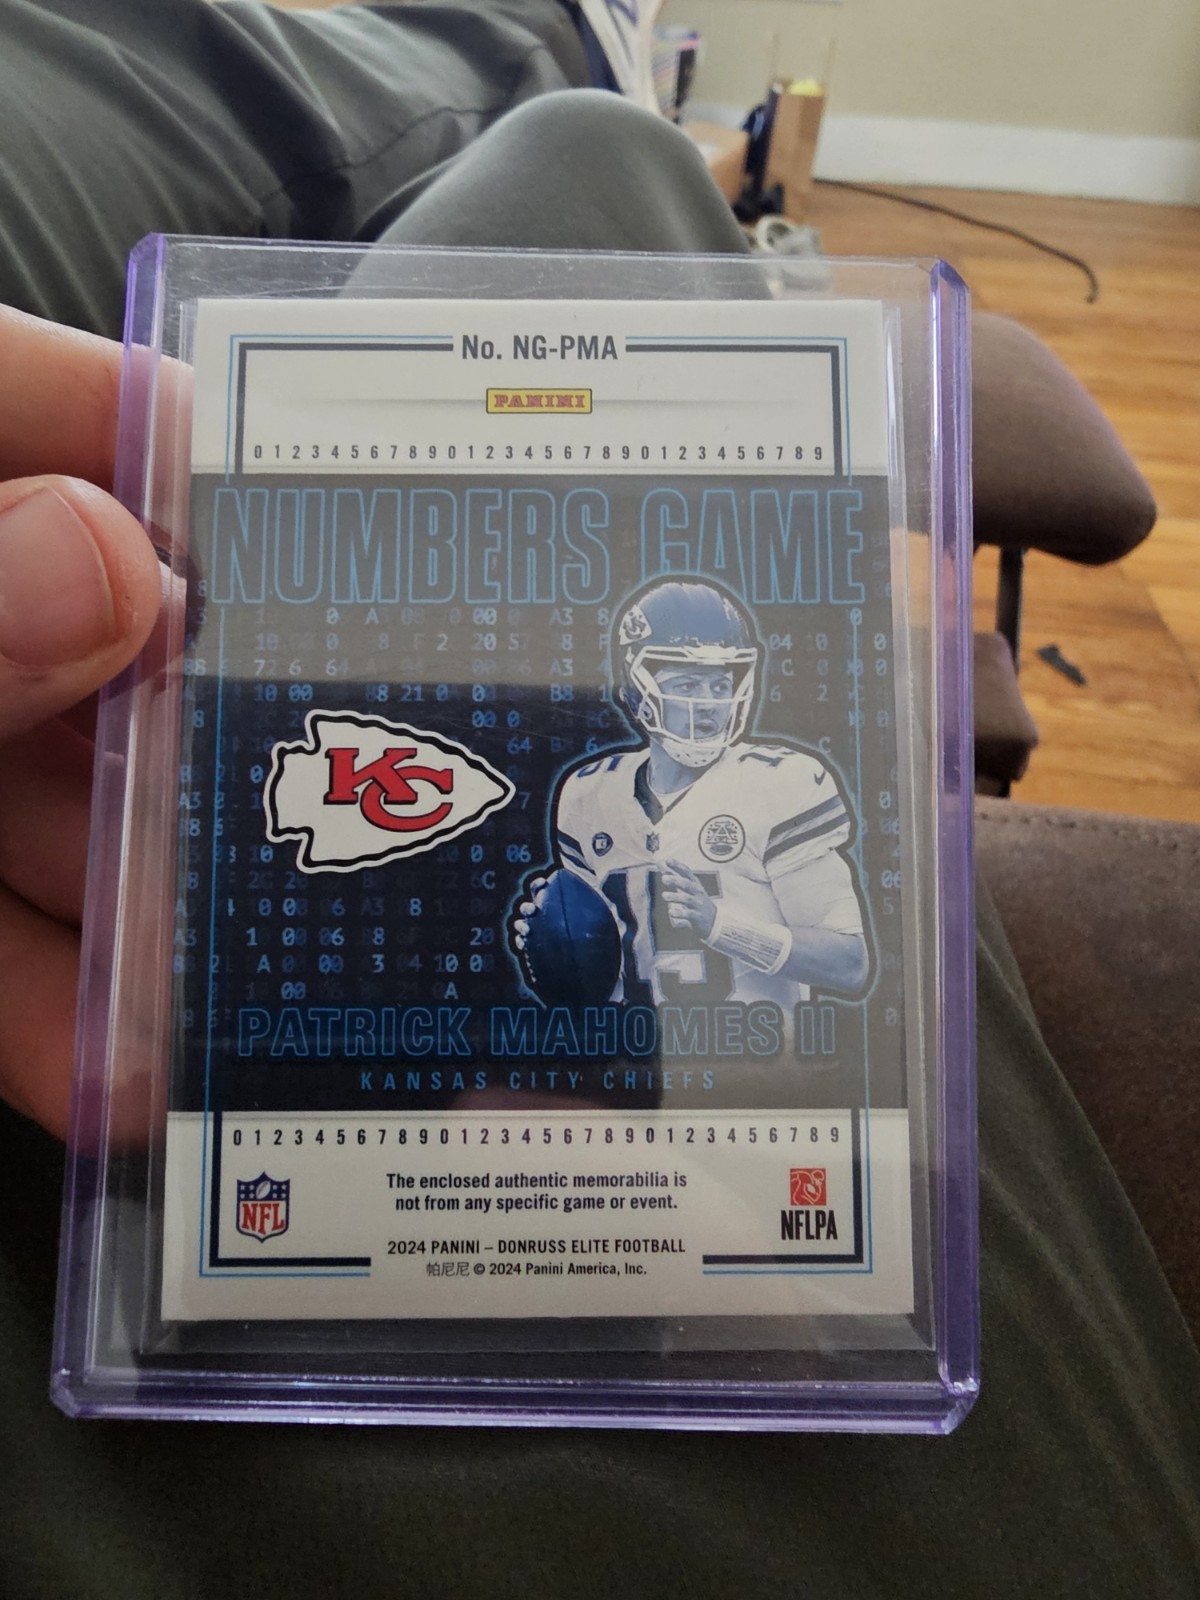 No. NG-PMA
PANINI
0 1 2 3 4 5 6 7 8 9 0 1 2 3 4 5 6 7 8 9 0 1 2 3 4 5 6 7 8 9
NUMBERS GAME
KC
15
15
PATRICK MAHOMES II
KANSAS CITY CHIEFS
0 1 2 3 4 5 6 7 8 9 0 1 2 3 4 5 6 7 8 9 0 1 2 3 4 5 6 7 8 9
The enclosed authentic memorabilia is
not from any specific game or event.
NFL
NFLPA
2024 PANINI – DONRUSS ELITE FOOTBALL
帕尼尼 © 2024 Panini America, Inc.